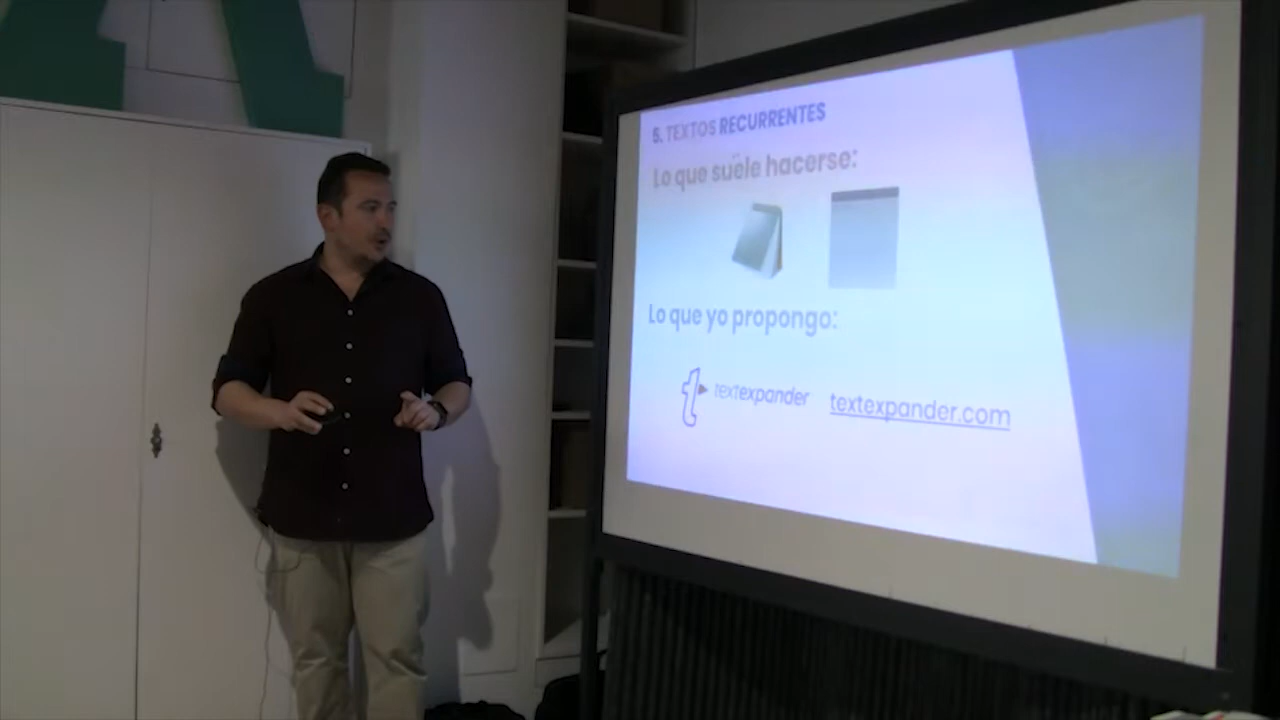 5. TEXTOS RECURRENTES
Lo que suele hacerse:
Lo que yo propongo:
textexpander
textexpander.com